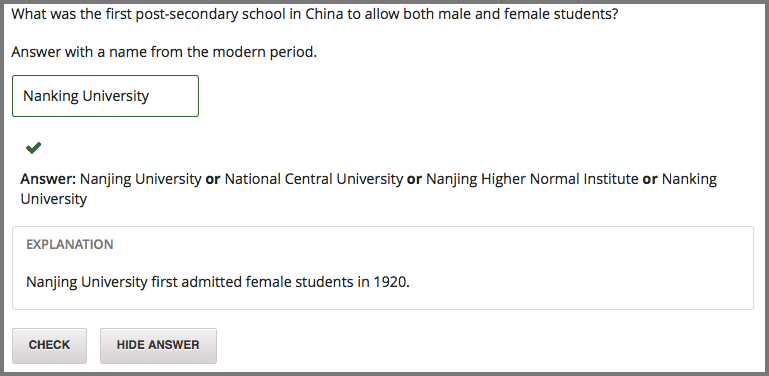 What was the first post-secondary school in China to allow both male and female students?
Answer with a name from the modern period.
Nanking University
Answer: Nanjing University or National Central University or Nanjing Higher Normal Institute or Nanking
University
EXPLANATION
Nanjing University first admitted female students in 1920.
CHECK HIDE ANSWER